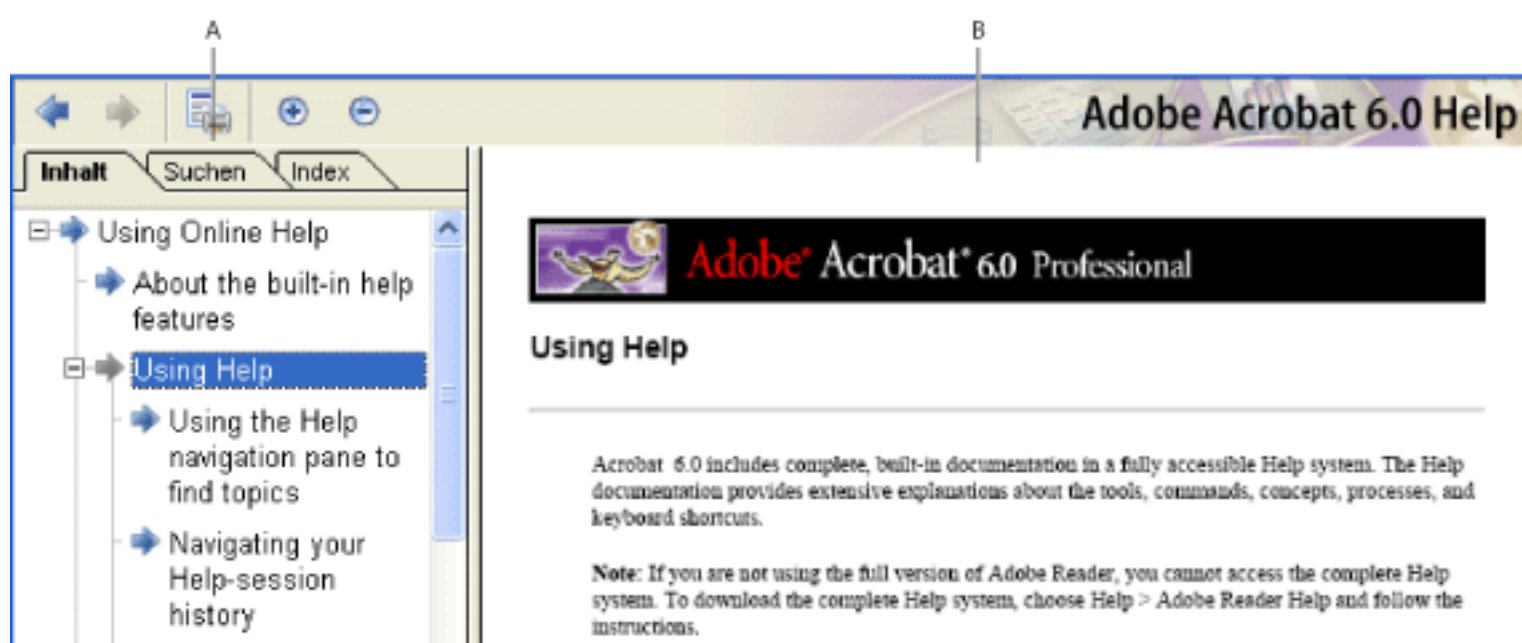 A
B
Adobe Acrobat 6.0 Help
Inhalt Suchen Index
Using Online Help
About the built-in help
features
Using Help
Using the Help
navigation pane to
find topics
Navigating your
Help-session
history
Adobe® Acrobat® 6.0 Professional
Using Help
Acrobat 6.0 includes complete, built-in documentation in a fully accessible Help system. The Help
documentation provides extensive explanations about the tools, commands, concepts, processes, and
keyboard shortcuts.
Note: If you are not using the full version of Adobe Reader, you cannot access the complete Help
system. To download the complete Help system, choose Help > Adobe Reader Help and follow the
instructions.